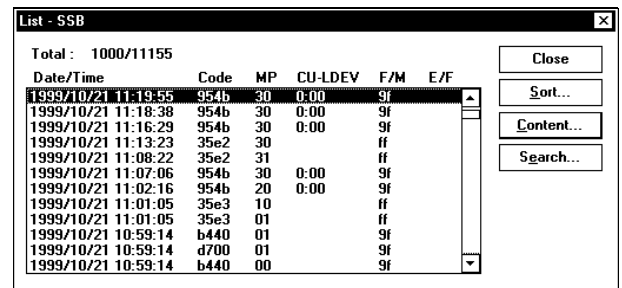 List - SSB
Total : 1000/11155
Close
Date/Time Code MP CU-LDEV F/M E/F
1999/10/21 11:19:55 954b 30 0:00 9f
Sort...
1999/10/21 11:18:38 954b 30 0:00 9f
1999/10/21 11:16:29 954b 30 0:00 9f
Content...
1999/10/21 11:13:23 35e2 30 ff
1999/10/21 11:08:22 35e2 31 ff
Search...
1999/10/21 11:07:06 954b 30 0:00 9f
1999/10/21 11:02:16 954b 20 0:00 9f
1999/10/21 11:01:05 35e3 10 ff
1999/10/21 11:01:05 35e3 01 ff
1999/10/21 10:59:14 b440 01 9f
1999/10/21 10:59:14 d700 01 9f
1999/10/21 10:59:14 b440 00 9f